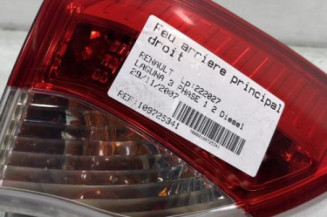 Feu arriere principal
droit
RENAULT Lp:222027
LAGUNA 3 PHASE 1 2 Diesel
29/11/2007
REF:109725341